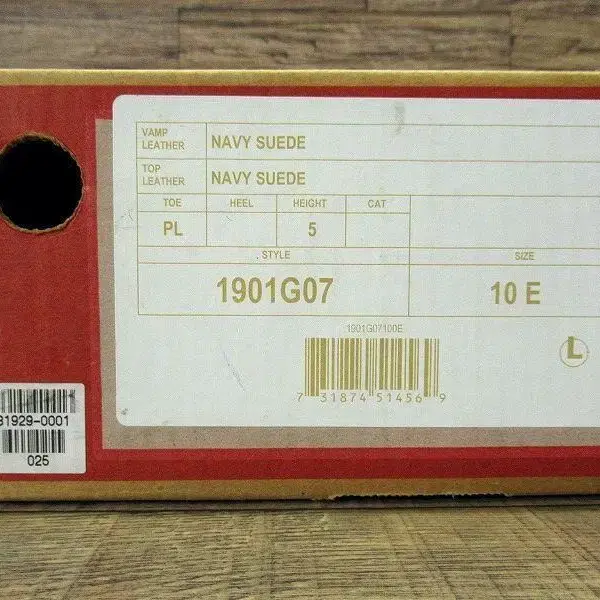 VAMP
LEATHER
NAVY SUEDE
TOP
LEATHER
NAVY SUEDE
TOE HEEL HEIGHT CAT
PL 5
. STYLE SIZE
1901G07 10 E
1901G07100E
7 31874 51456 9
L
31929-0001
025